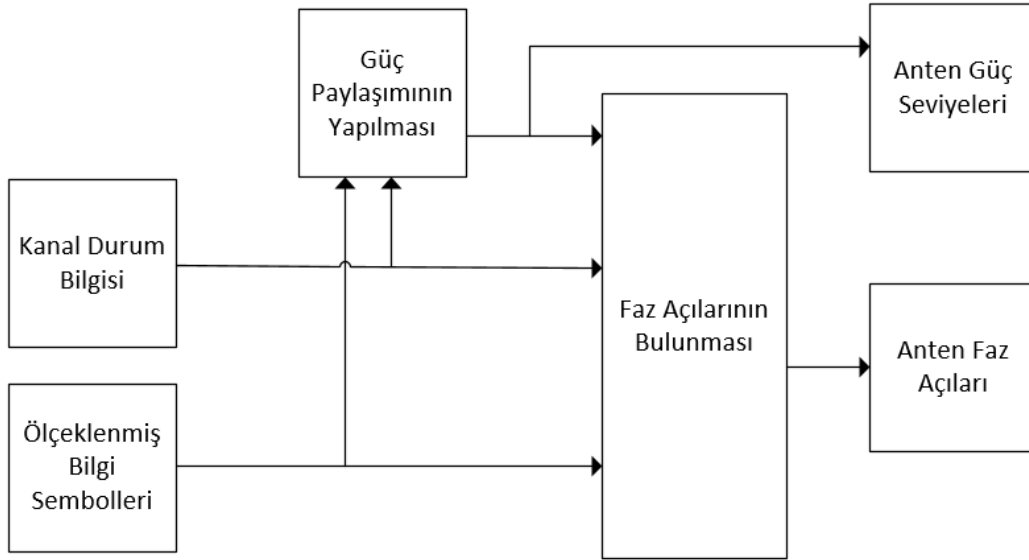 Güç
Paylaşımının
Yapılması
Anten Güç
Seviyeleri
Kanal Durum
Bilgisi
Faz Açılarının
Bulunması
Anten Faz
Açıları
Ölçeklenmiş
Bilgi
Sembolleri